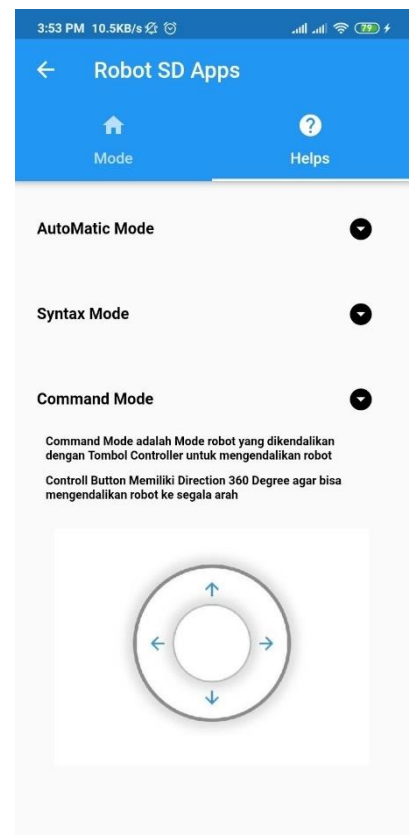 3:53 PM 10.5KB/s 79
Robot SD Apps
Mode Helps
AutoMatic Mode
Syntax Mode
Command Mode
Command Mode adalah Mode robot yang dikendalikan
dengan Tombol Controller untuk mengendalikan robot
Controll Button Memiliki Direction 360 Degree agar bisa
mengendalikan robot ke segala arah